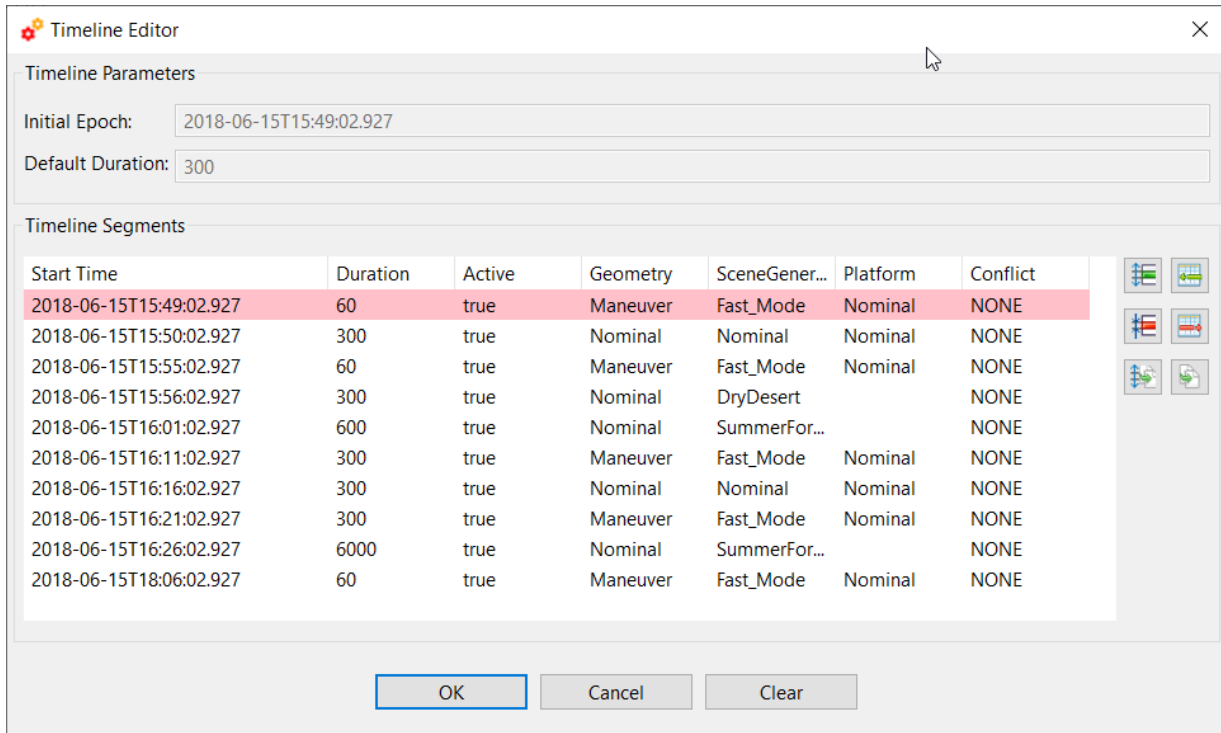 Timeline Editor
Timeline Parameters
Initial Epoch: 2018-06-15T15:49:02.927
Default Duration: 300
Timeline Segments
Start Time Duration Active Geometry SceneGener... Platform Conflict
2018-06-15T15:49:02.927 60 true Maneuver Fast_Mode Nominal NONE
2018-06-15T15:50:02.927 300 true Nominal Nominal Nominal NONE
2018-06-15T15:55:02.927 60 true Maneuver Fast_Mode Nominal NONE
2018-06-15T15:56:02.927 300 true Nominal DryDesert NONE
2018-06-15T16:01:02.927 600 true Nominal SummerFor... NONE
2018-06-15T16:11:02.927 300 true Maneuver Fast_Mode Nominal NONE
2018-06-15T16:16:02.927 300 true Nominal Nominal Nominal NONE
2018-06-15T16:21:02.927 300 true Maneuver Fast_Mode Nominal NONE
2018-06-15T16:26:02.927 6000 true Nominal SummerFor... NONE
2018-06-15T18:06:02.927 60 true Maneuver Fast_Mode Nominal NONE
OK Cancel Clear